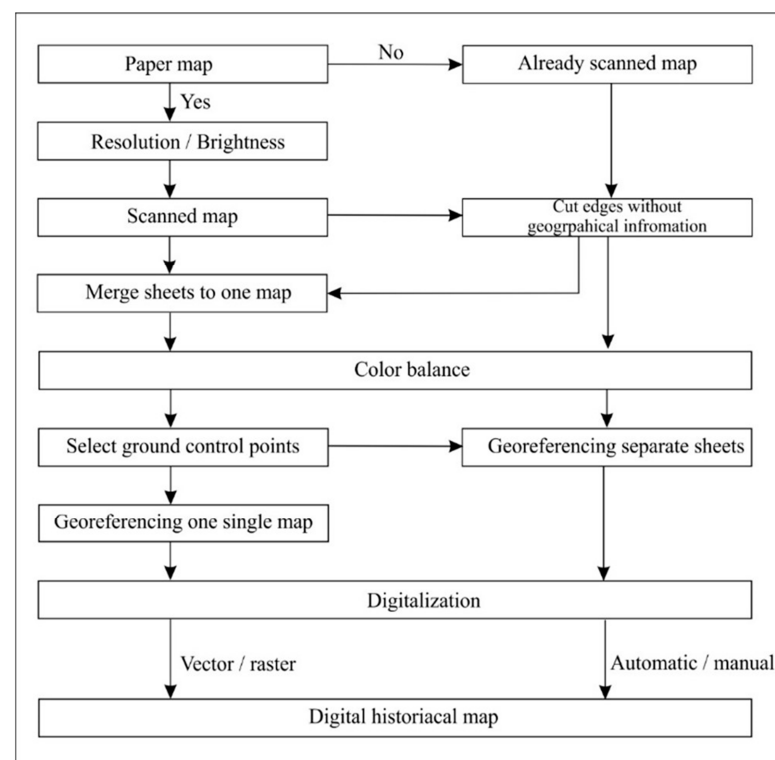 Paper map
No
Already scanned map
Yes
Resolution / Brightness
Scanned map
Cut edges without
geogrpahical infromation
Merge sheets to one map
Color balance
Select ground control points
Georeferencing separate sheets
Georeferencing one single map
Digitalization
Vector / raster
Automatic / manual
Digital historiacal map